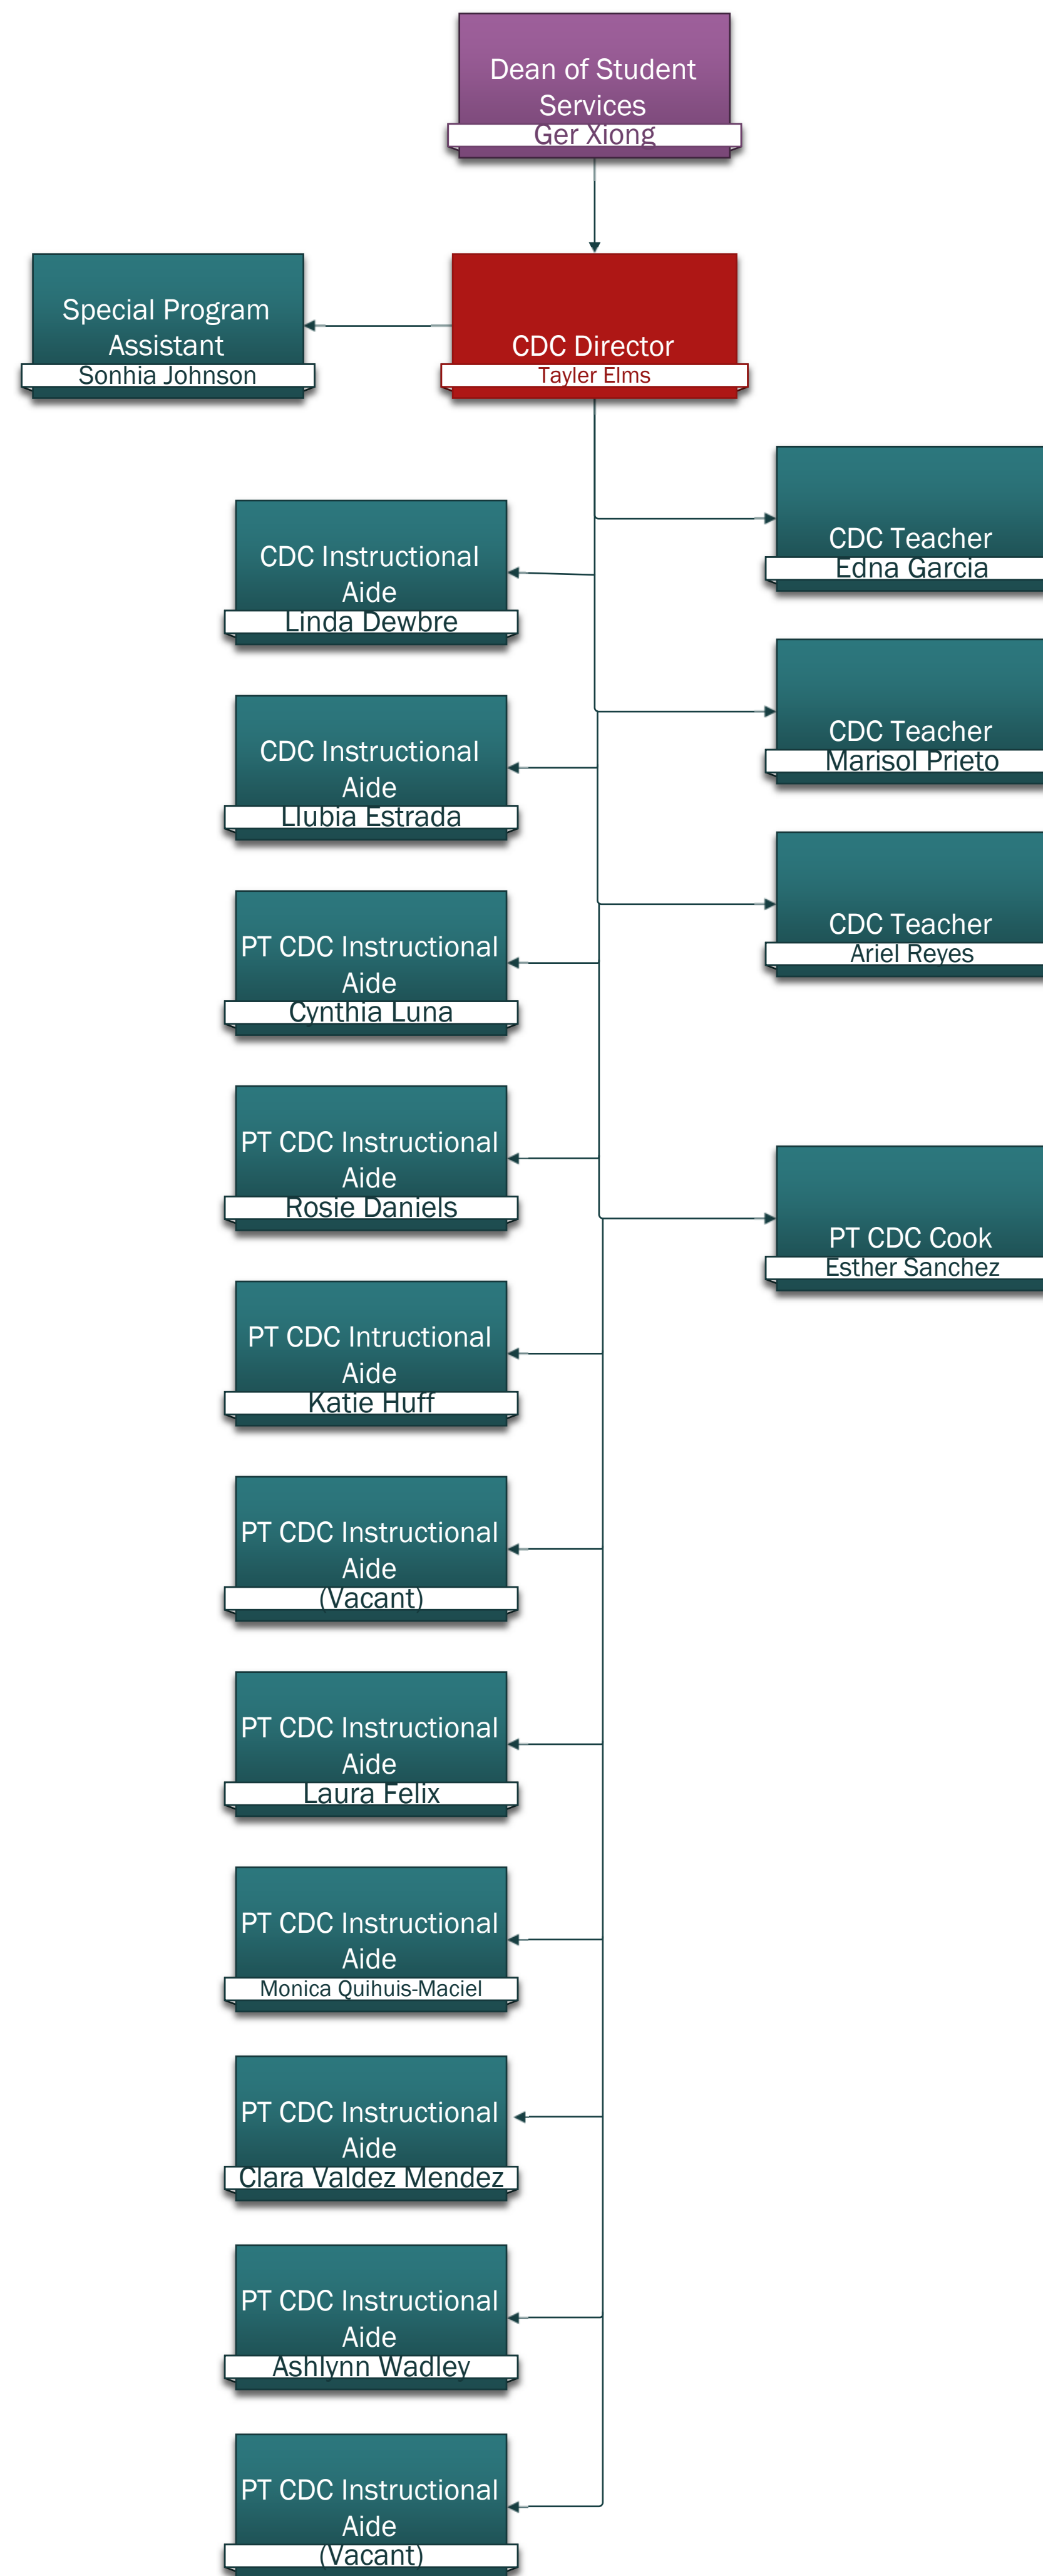 Dean of Student
Services
Ger Xiong
Special Program
Assistant
Sonhia Johnson
CDC Director
Tayler Elms
CDC Teacher
Edna Garcia
CDC Instructional
Aide
Linda Dewbre
CDC Teacher
Marisol Prieto
CDC Instructional
Aide
Llubia Estrada
CDC Teacher
Ariel Reyes
PT CDC Instructional
Aide
Cynthia Luna
PT CDC Instructional
Aide
Rosie Daniels
PT CDC Cook
Esther Sanchez
PT CDC Intructional
Aide
Katie Huff
PT CDC Instructional
Aide
(Vacant)
PT CDC Instructional
Aide
Laura Felix
PT CDC Instructional
Aide
Monica Quihuis-Maciel
PT CDC Instructional
Aide
Clara Valdez Mendez
PT CDC Instructional
Aide
Ashlynn Wadley
PT CDC Instructional
Aide
(Vacant)